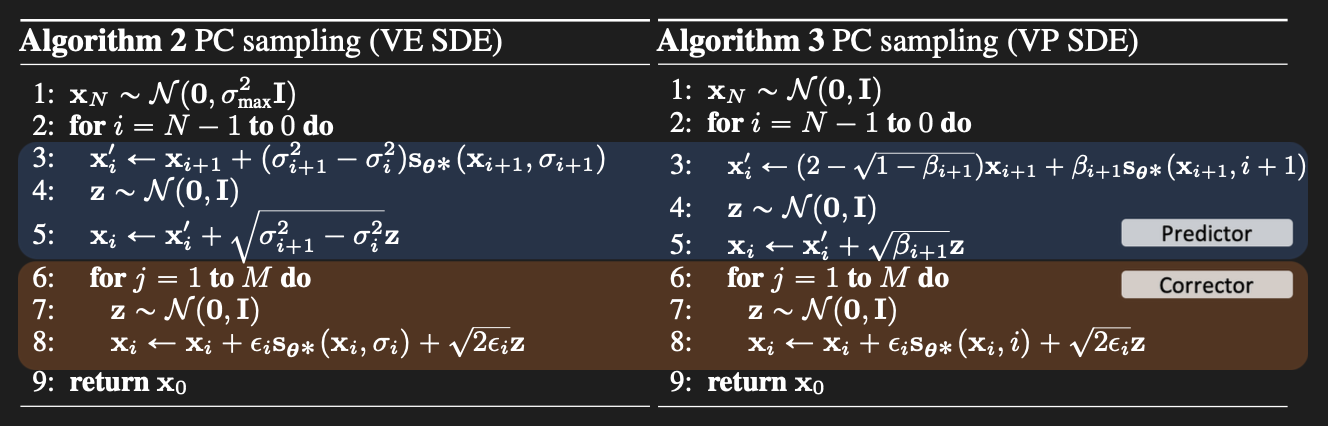 Algorithm 2 PC sampling (VE SDE)
1: x_N ∼ 𝒩(0, σ²_max I)
2: for i = N − 1 to 0 do
3: x′_i ← x_{i+1} + (σ²_{i+1} − σ²_i)s_θ*(x_{i+1}, σ_{i+1})
4: z ∼ 𝒩(0, I)
5: x_i ← x′_i + √(σ²_{i+1} − σ²_i) z
6: for j = 1 to M do
7: z ∼ 𝒩(0, I)
8: x_i ← x_i + ϵ_i s_θ*(x_i, σ_i) + √(2ϵ_i) z
9: return x_0
Algorithm 3 PC sampling (VP SDE)
1: x_N ∼ 𝒩(0, I)
2: for i = N − 1 to 0 do
3: x′_i ← (2 − √(1 − β_{i+1}))x_{i+1} + β_{i+1}s_θ*(x_{i+1}, i + 1)
4: z ∼ 𝒩(0, I)
5: x_i ← x′_i + √(β_{i+1}) z
Predictor
6: for j = 1 to M do
Corrector
7: z ∼ 𝒩(0, I)
8: x_i ← x_i + ϵ_i s_θ*(x_i, i) + √(2ϵ_i) z
9: return x_0